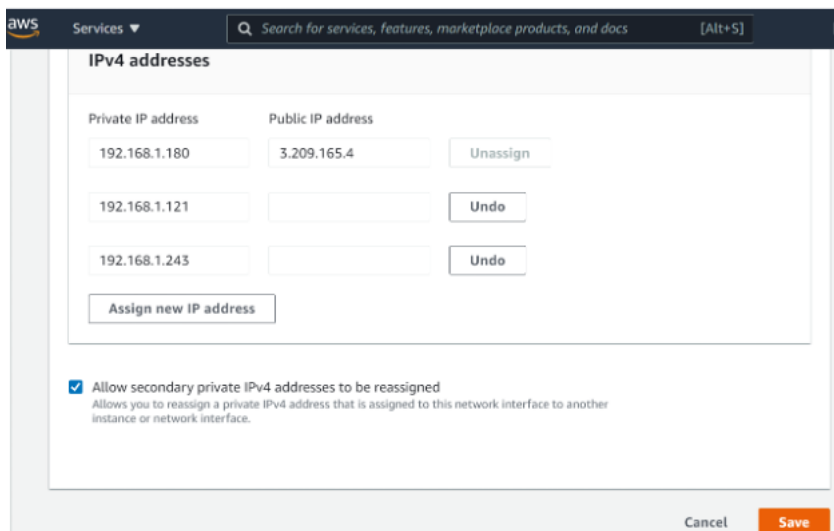 aws Services ▼ Search for services, features, marketplace products, and docs [Alt+S]
IPv4 addresses
Private IP address Public IP address
192.168.1.180 3.209.165.4 Unassign
192.168.1.121 Undo
192.168.1.243 Undo
Assign new IP address
Allow secondary private IPv4 addresses to be reassigned
Allows you to reassign a private IPv4 address that is assigned to this network interface to another
instance or network interface.
Cancel Save